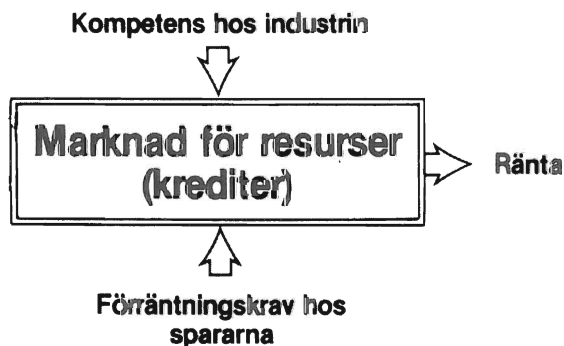 Kompetens hos industrin
Marknad för resurser
(krediter)
Ränta
Förräntningskrav hos
spararna